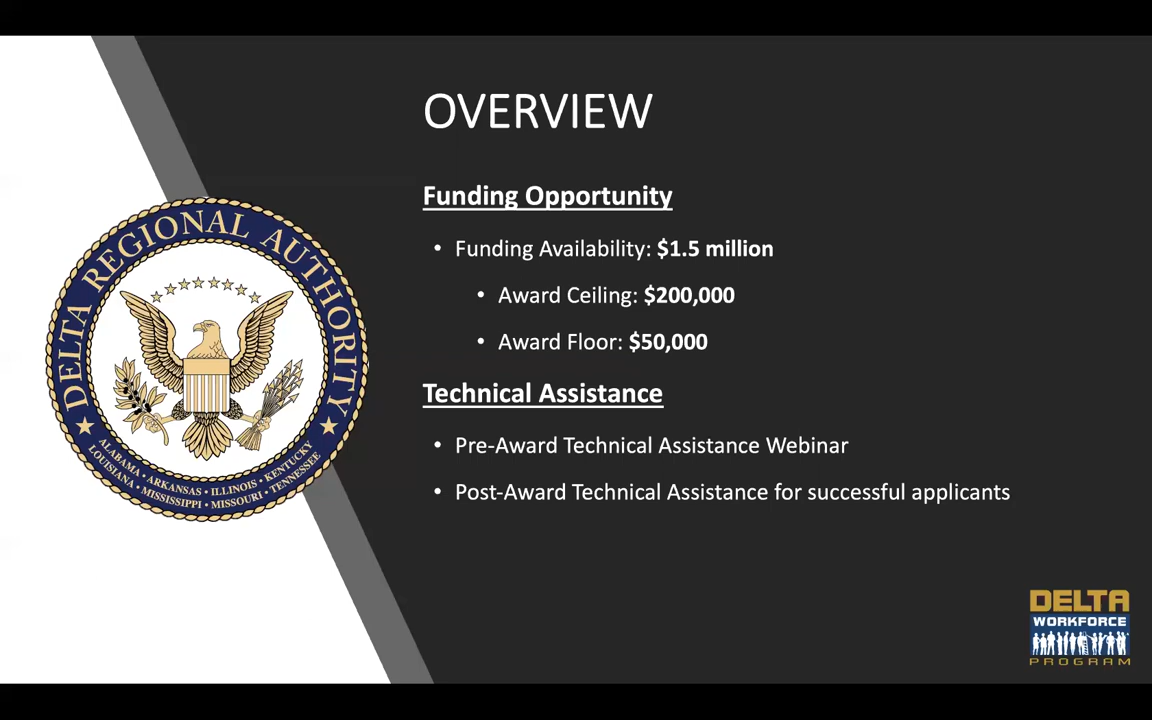 OVERVIEW
Funding Opportunity
• Funding Availability: $1.5 million
• Award Ceiling: $200,000
• Award Floor: $50,000
Technical Assistance
• Pre-Award Technical Assistance Webinar
• Post-Award Technical Assistance for successful applicants
DELTA REGIONAL AUTHORITY
ALABAMA • ARKANSAS • ILLINOIS • KENTUCKY
LOUISIANA • MISSISSIPPI • MISSOURI • TENNESSEE
DELTA
WORKFORCE
PROGRAM